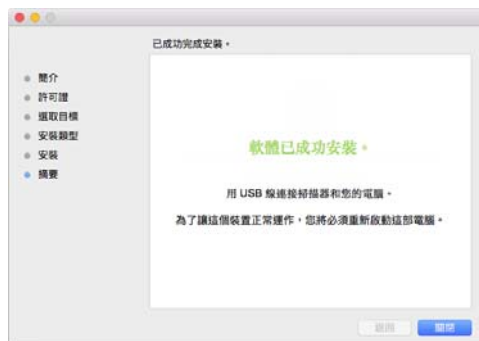 已成功完成安裝。
簡介
許可證
選取目標
安裝類型
安裝
摘要
軟體已成功安裝。
用 USB 線連接掃描器和您的電腦。
為了讓這個裝置正常運作，您將必須重新啟動這部電腦。
關閉